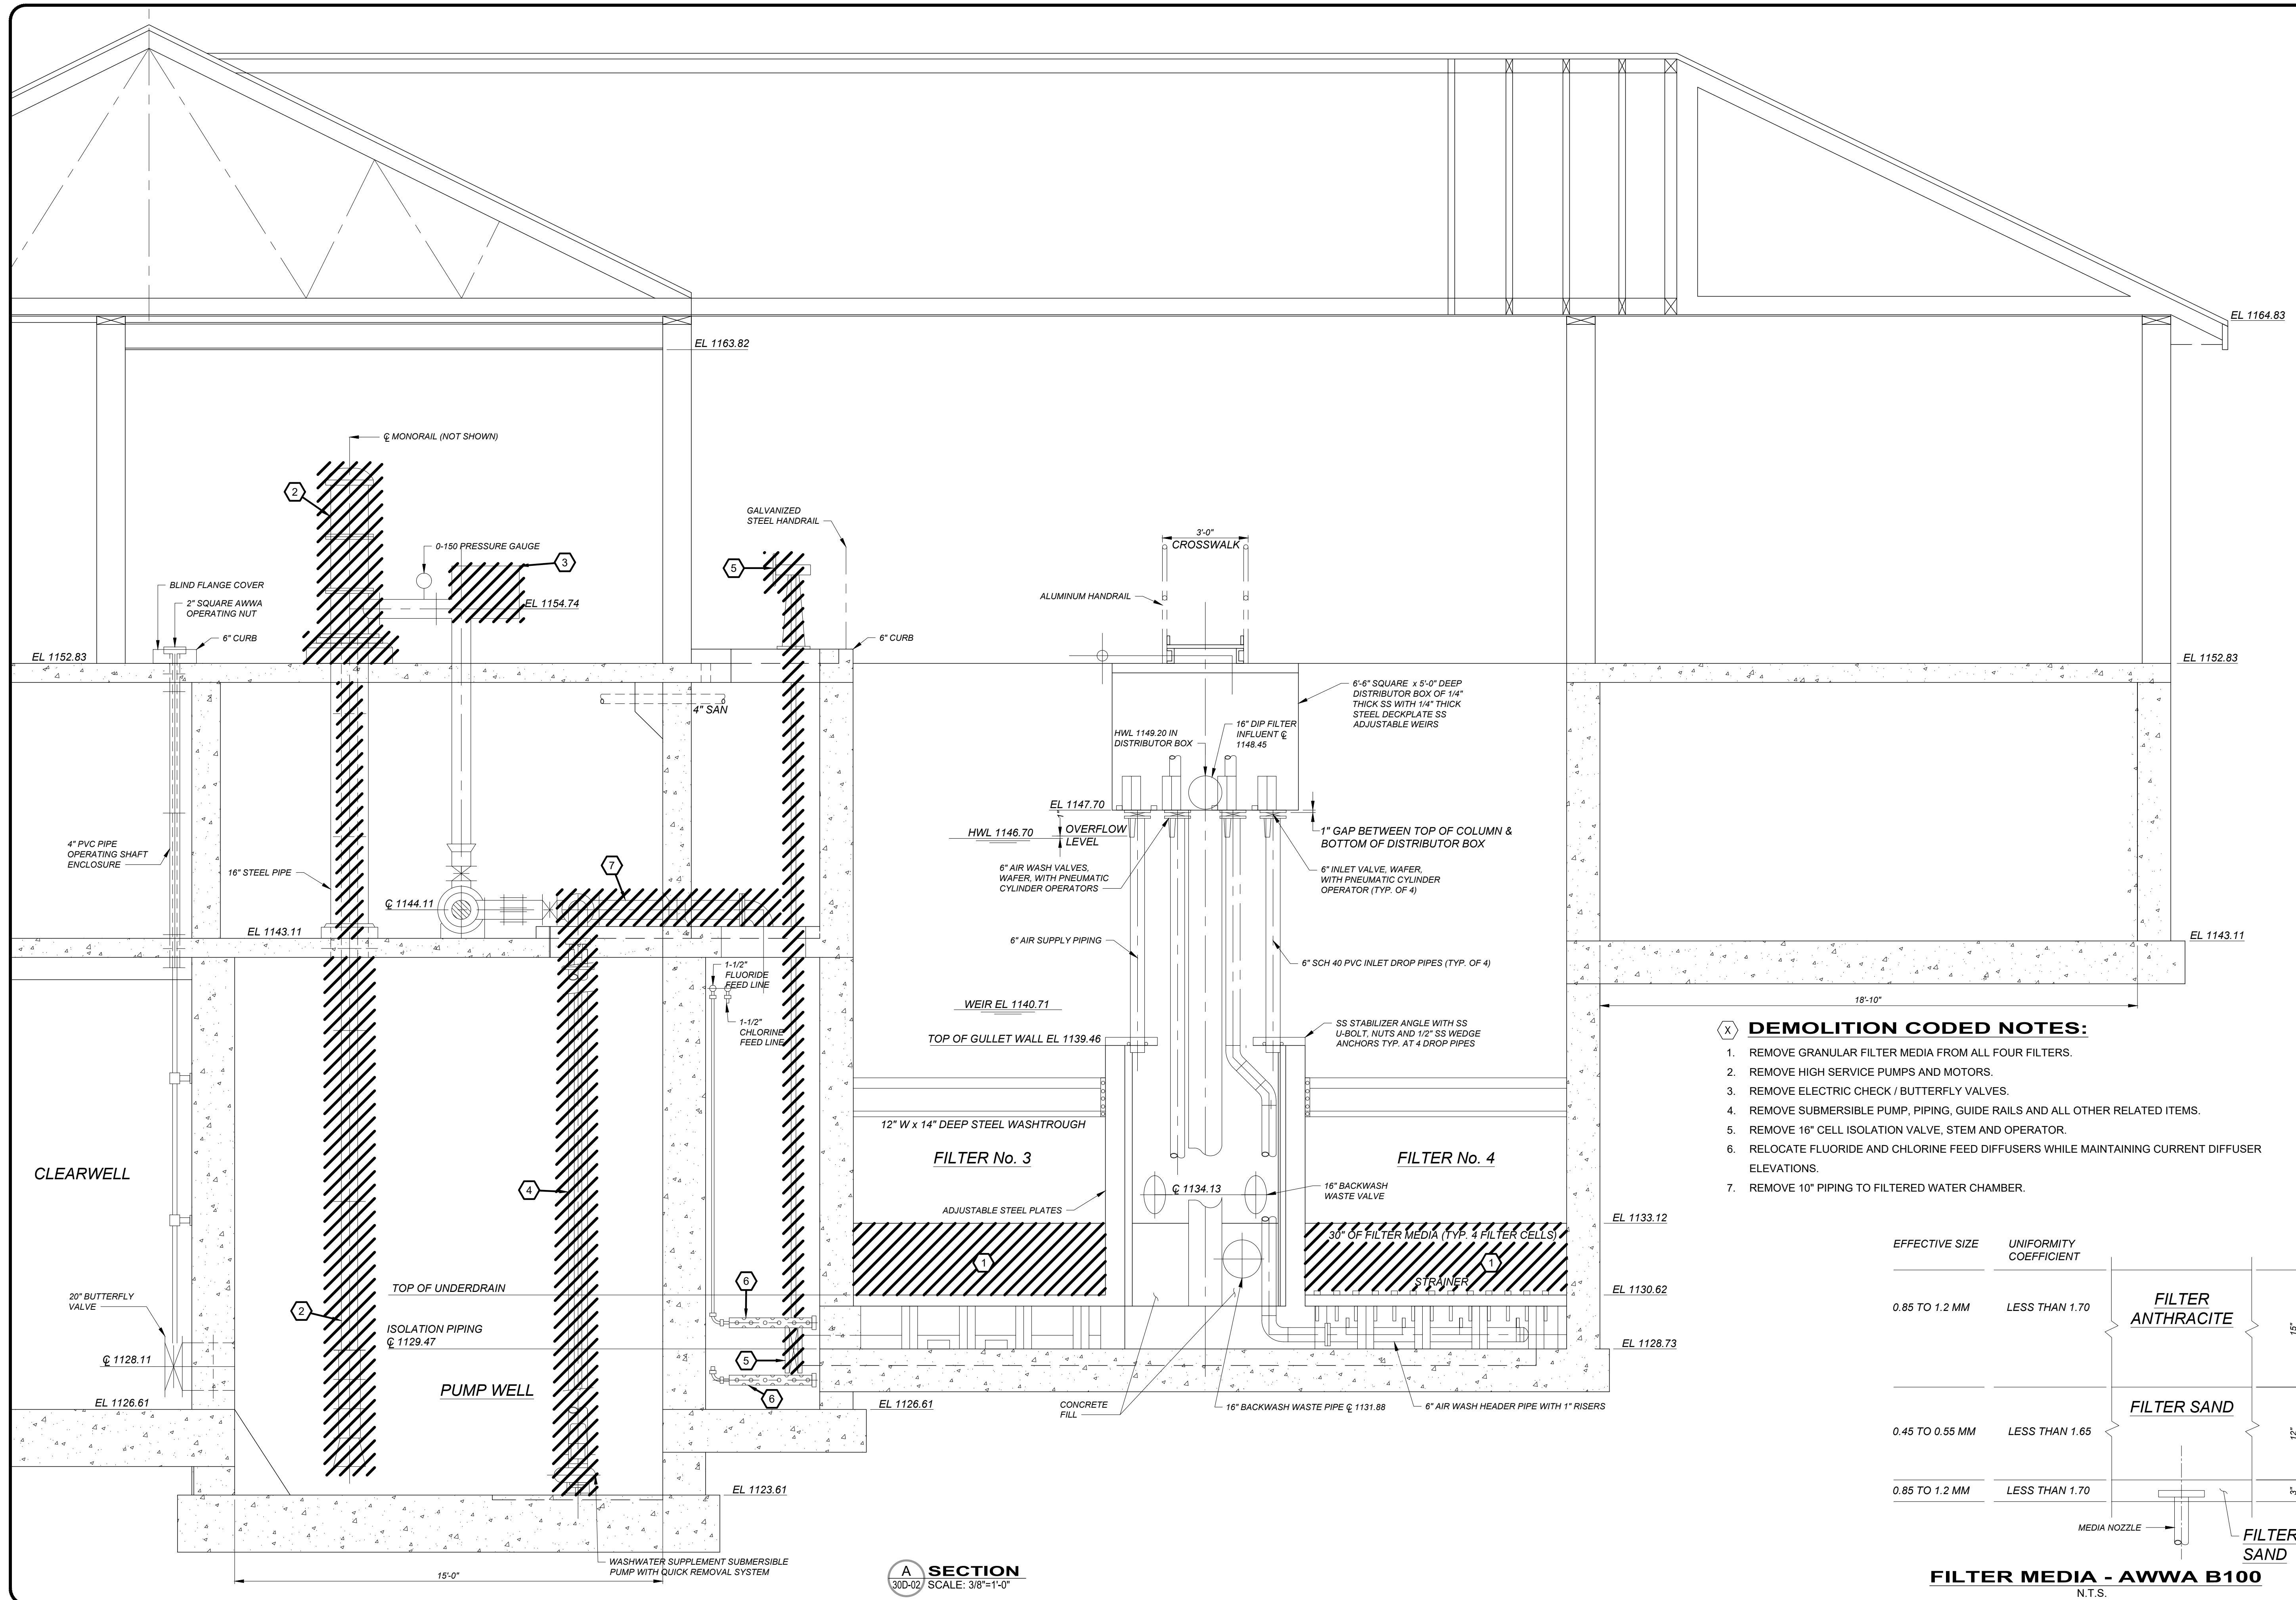 EL 1164.83
EL 1163.82
℄ MONORAIL (NOT SHOWN)
2
GALVANIZED
STEEL HANDRAIL
3'-0"
CROSSWALK
0-150 PRESSURE GAUGE
3
5
BLIND FLANGE COVER
2" SQUARE AWWA
OPERATING NUT
EL 1154.74
ALUMINUM HANDRAIL
6" CURB
6" CURB
EL 1152.83
EL 1152.83
4" SAN
6'-6" SQUARE x 5'-0" DEEP
DISTRIBUTOR BOX OF 1/4"
THICK SS WITH 1/4" THICK
STEEL DECKPLATE SS
ADJUSTABLE WEIRS
HWL 1149.20 IN
DISTRIBUTOR BOX
16" DIP FILTER
INFLUENT ℄
1148.45
EL 1147.70
1"
HWL 1146.70
OVERFLOW
LEVEL
1" GAP BETWEEN TOP OF COLUMN &
BOTTOM OF DISTRIBUTOR BOX
4" PVC PIPE
OPERATING SHAFT
ENCLOSURE
16" STEEL PIPE
7
6" AIR WASH VALVES,
WAFER, WITH PNEUMATIC
CYLINDER OPERATORS
6" INLET VALVE, WAFER,
WITH PNEUMATIC CYLINDER
OPERATOR (TYP. OF 4)
℄ 1144.11
EL 1143.11
EL 1143.11
6" AIR SUPPLY PIPING
6" SCH 40 PVC INLET DROP PIPES (TYP. OF 4)
1-1/2"
FLUORIDE
FEED LINE
1-1/2"
CHLORINE
FEED LINE
WEIR EL 1140.71
18'-10"
TOP OF GULLET WALL EL 1139.46
SS STABILIZER ANGLE WITH SS
U-BOLT, NUTS AND 1/2" SS WEDGE
ANCHORS TYP. AT 4 DROP PIPES
X DEMOLITION CODED NOTES:
1. REMOVE GRANULAR FILTER MEDIA FROM ALL FOUR FILTERS.
2. REMOVE HIGH SERVICE PUMPS AND MOTORS.
3. REMOVE ELECTRIC CHECK / BUTTERFLY VALVES.
4. REMOVE SUBMERSIBLE PUMP, PIPING, GUIDE RAILS AND ALL OTHER RELATED ITEMS.
5. REMOVE 16" CELL ISOLATION VALVE, STEM AND OPERATOR.
6. RELOCATE FLUORIDE AND CHLORINE FEED DIFFUSERS WHILE MAINTAINING CURRENT DIFFUSER
ELEVATIONS.
7. REMOVE 10" PIPING TO FILTERED WATER CHAMBER.
12" W x 14" DEEP STEEL WASHTROUGH
FILTER No. 3
FILTER No. 4
CLEARWELL
4
℄ 1134.13
16" BACKWASH
WASTE VALVE
ADJUSTABLE STEEL PLATES
EL 1133.12
30" OF FILTER MEDIA (TYP. 4 FILTER CELLS)
1
1
STRAINER
TOP OF UNDERDRAIN
6
EL 1130.62
20" BUTTERFLY
VALVE
2
ISOLATION PIPING
℄ 1129.47
EL 1128.73
℄ 1128.11
5
PUMP WELL
6
EL 1126.61
EL 1126.61
CONCRETE
FILL
16" BACKWASH WASTE PIPE ℄ 1131.88
6" AIR WASH HEADER PIPE WITH 1" RISERS
EL 1123.61
WASHWATER SUPPLEMENT SUBMERSIBLE
PUMP WITH QUICK REMOVAL SYSTEM
15'-0"
A
30D-02
SECTION
SCALE: 3/8"=1'-0"
EFFECTIVE SIZE
UNIFORMITY
COEFFICIENT
0.85 TO 1.2 MM
LESS THAN 1.70
FILTER
ANTHRACITE
15"
0.45 TO 0.55 MM
LESS THAN 1.65
FILTER SAND
12"
0.85 TO 1.2 MM
LESS THAN 1.70
3"
MEDIA NOZZLE
FILTER
SAND
FILTER MEDIA - AWWA B100
N.T.S.